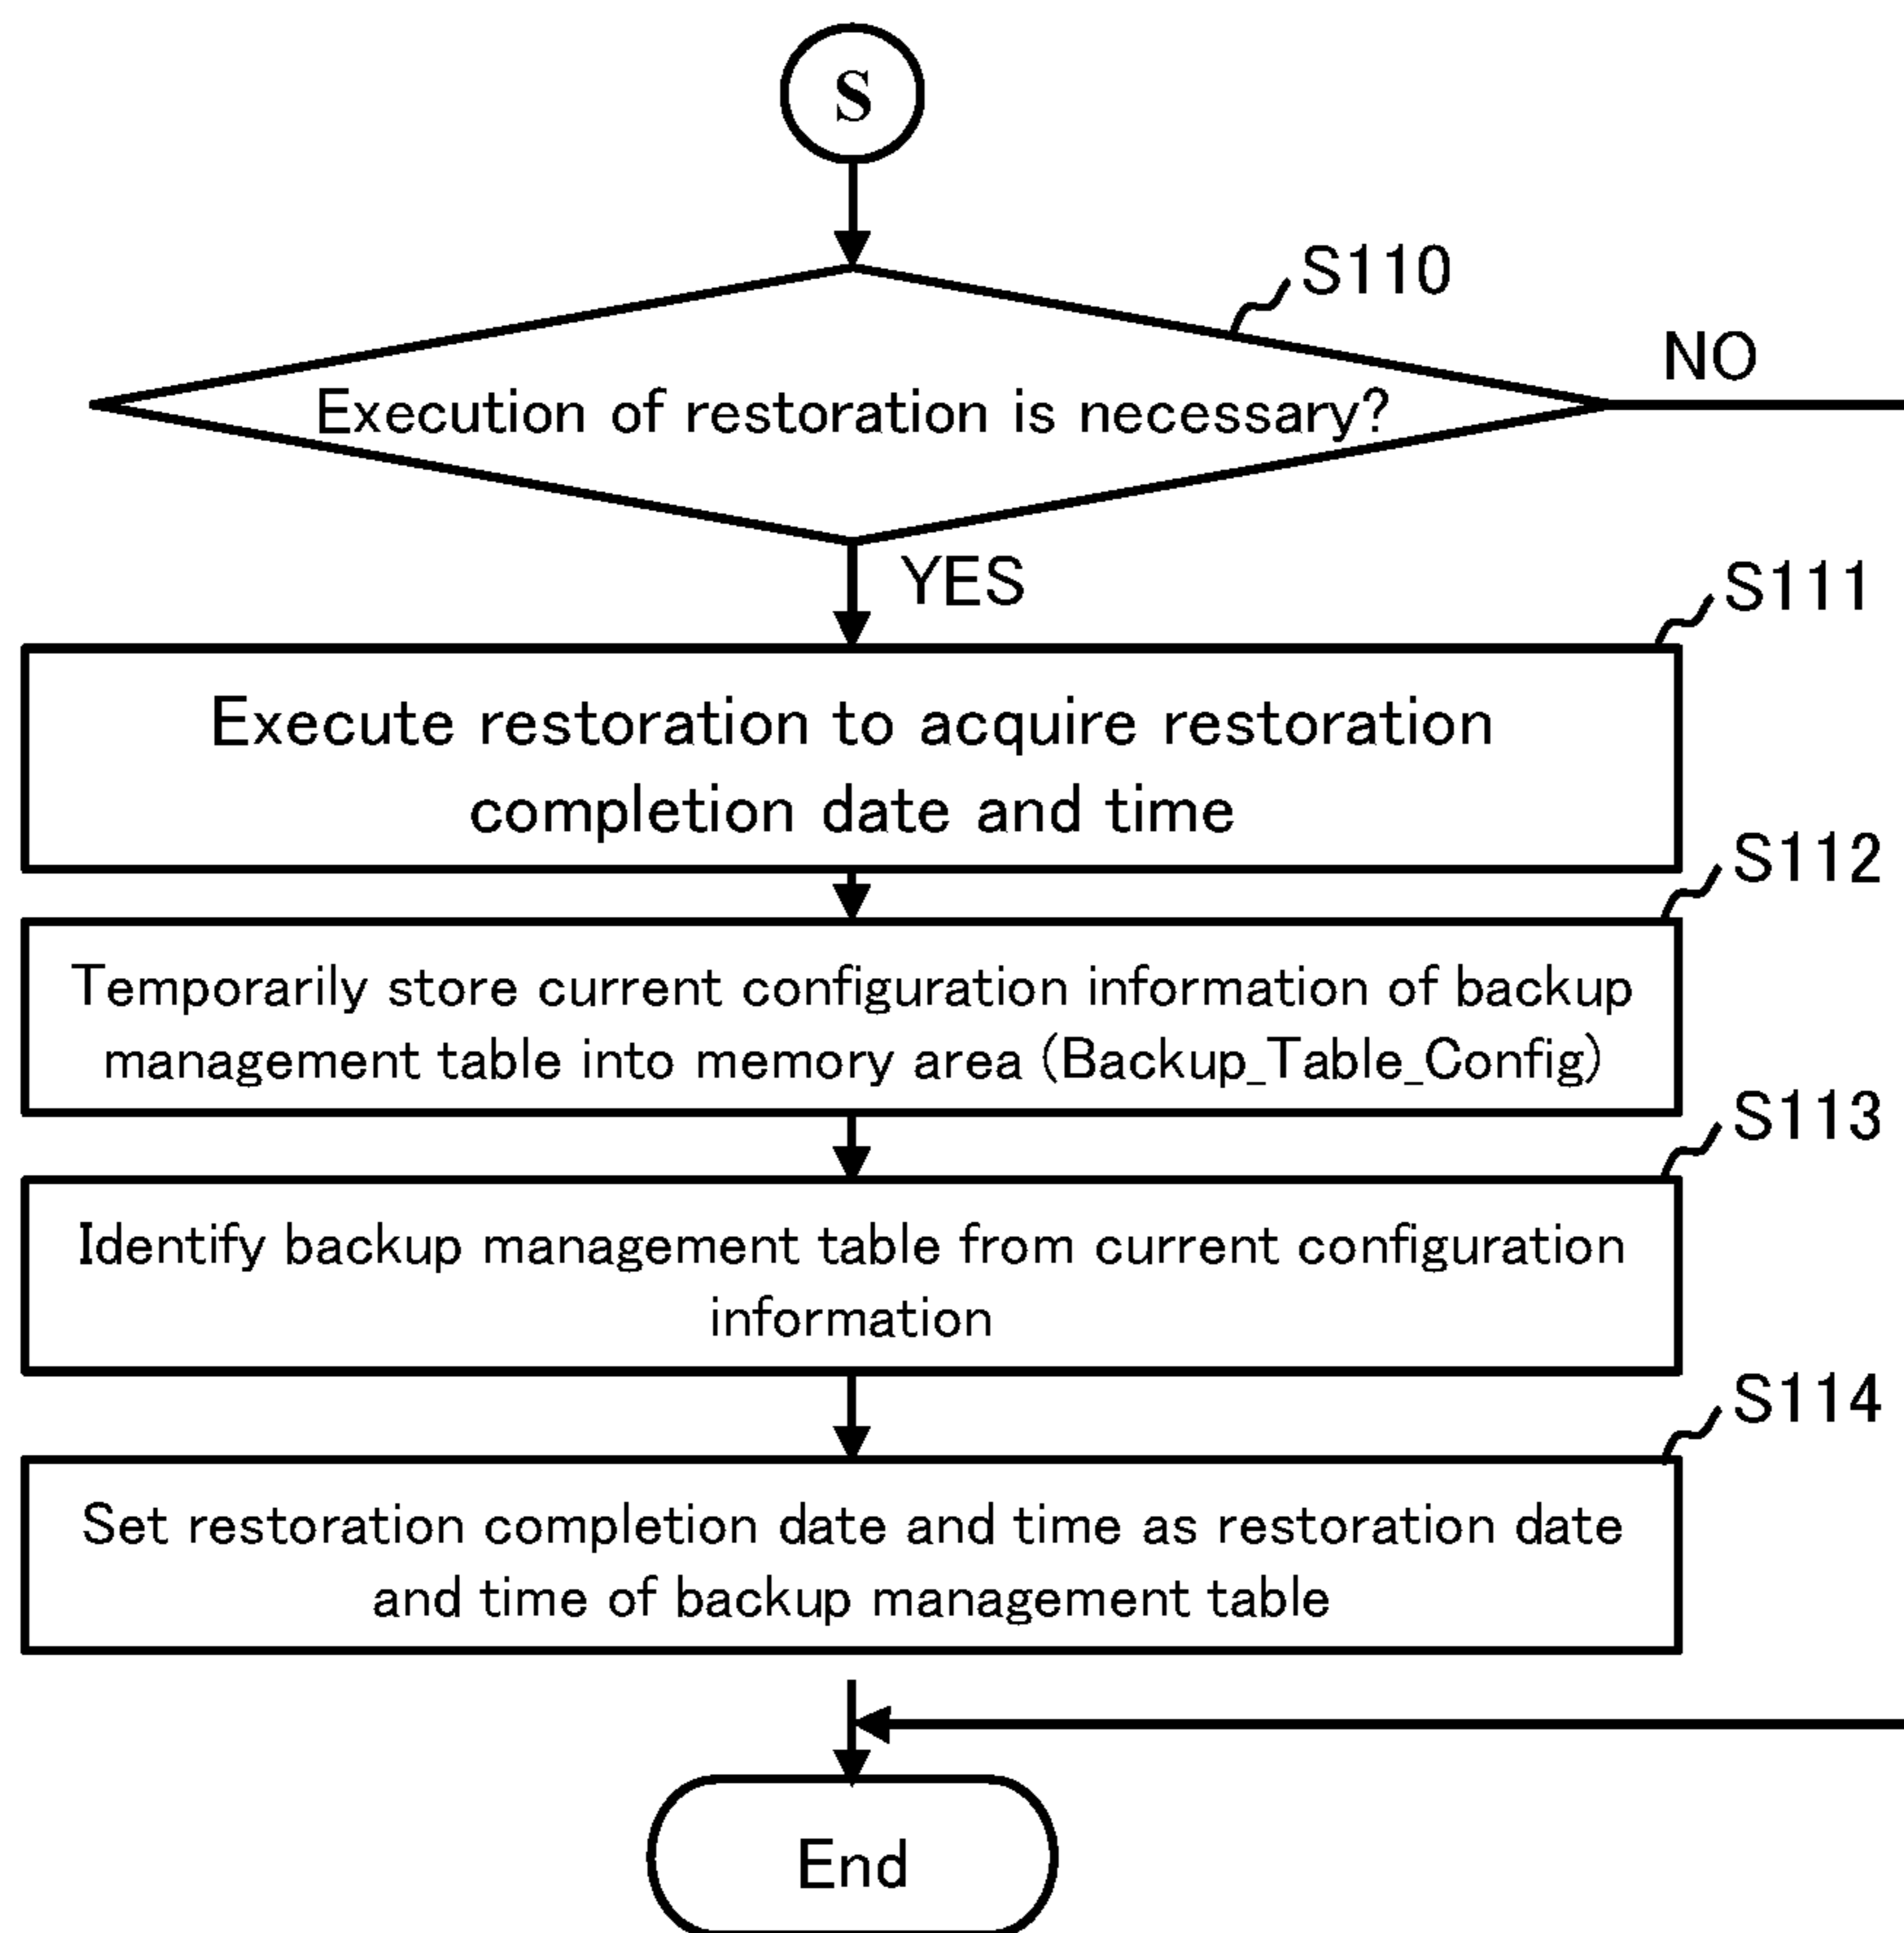 S
S110
NO
Execution of restoration is necessary?
YES
S111
Execute restoration to acquire restoration
completion date and time
S112
Temporarily store current configuration information of backup
management table into memory area (Backup_Table_Config)
S113
Identify backup management table from current configuration
information
S114
Set restoration completion date and time as restoration date
and time of backup management table
End